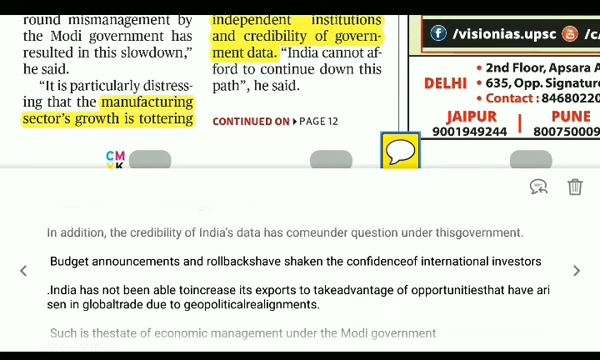 round mismanagement by
the Modi government has
resulted in this slowdown,"
he said.
"It is particularly distress-
ing that the manufacturing
sector's growth is tottering
independent institutions
and credibility of govern-
ment data. "India cannot af-
ford to continue down this
path", he said.
CONTINUED ON ▸ PAGE 12
/visionias.upsc
/c
• 2nd Floor, Apsara A
DELHI • 635, Opp. Signature
• Contact : 84680220
JAIPUR | PUNE
9001949244 8007500009
CM
YK
In addition, the credibility of India's data has comeunder question under thisgovernment.
Budget announcements and rollbackshave shaken the confidenceof international investors
.India has not been able toincrease its exports to takeadvantage of opportunitiesthat have ari
sen in globaltrade due to geopoliticalrealignments.
Such is thestate of economic management under the Modi government